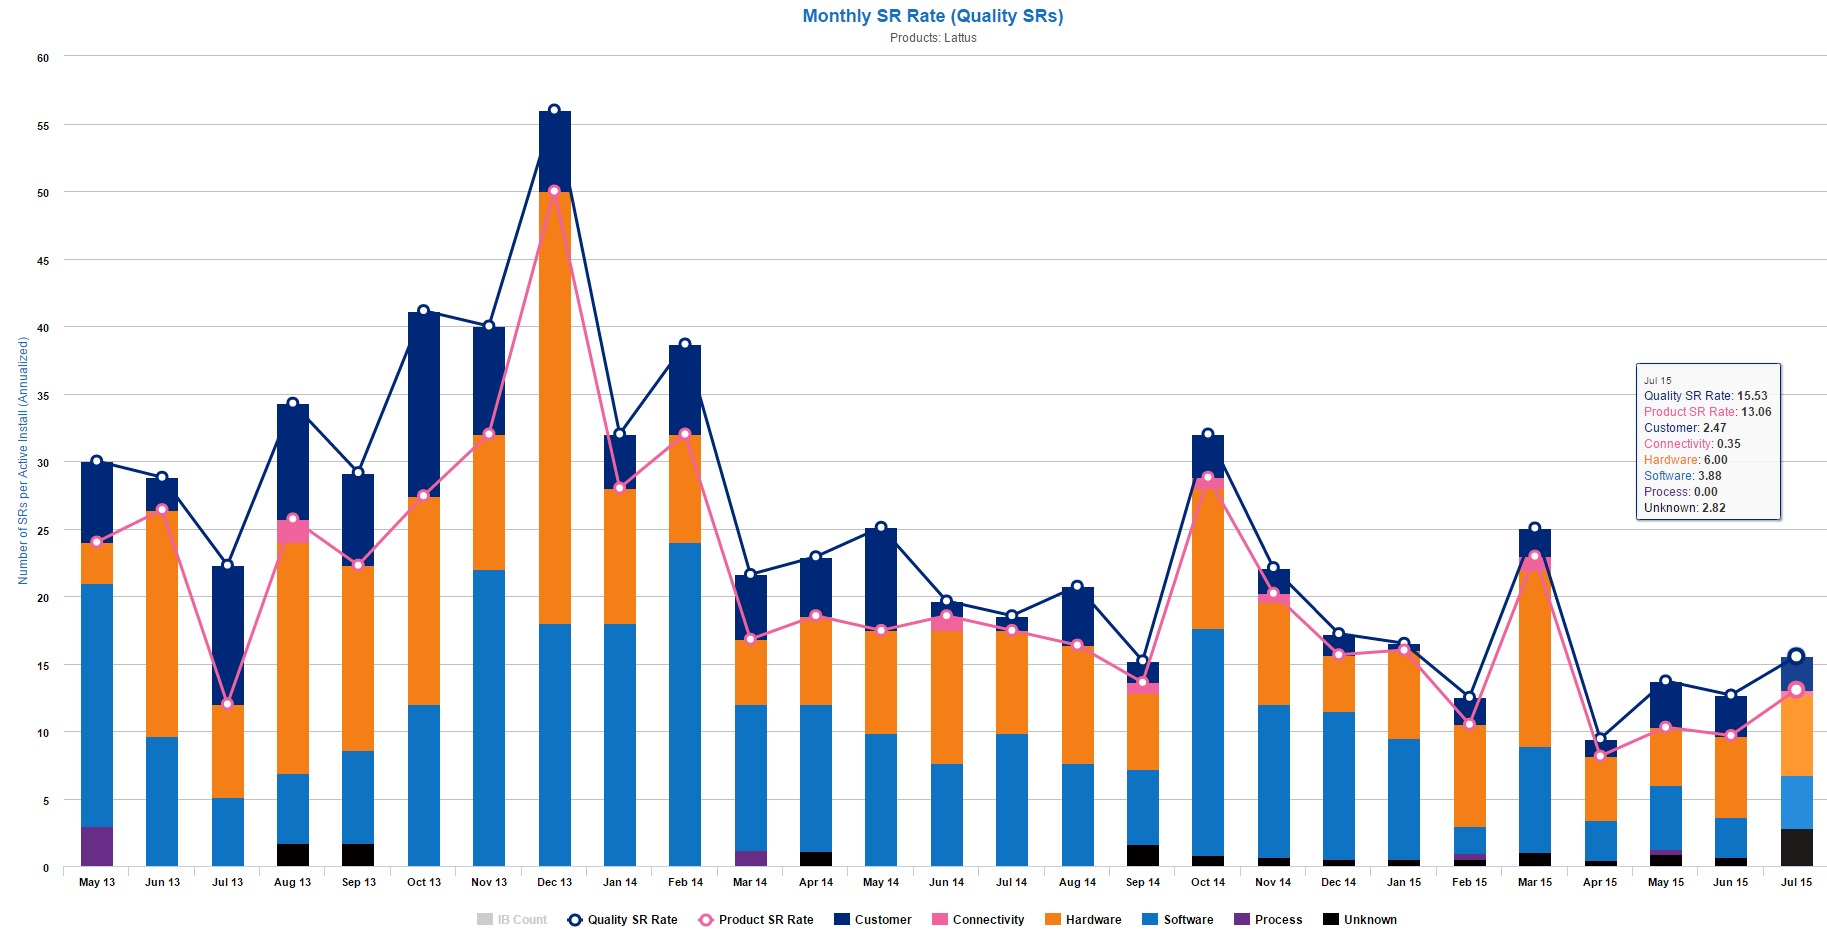 Monthly SR Rate (Quality SRs)
Products: Lattus
Number of SRs per Active Install (Annualized)
60
55
50
45
40
35
30
25
20
15
10
5
0
Jul 15
Quality SR Rate: 15.53
Product SR Rate: 13.06
Customer: 2.47
Connectivity: 0.35
Hardware: 6.00
Software: 3.88
Process: 0.00
Unknown: 2.82
May 13 Jun 13 Jul 13 Aug 13 Sep 13 Oct 13 Nov 13 Dec 13 Jan 14 Feb 14 Mar 14 Apr 14 May 14 Jun 14 Jul 14 Aug 14 Sep 14 Oct 14 Nov 14 Dec 14 Jan 15 Feb 15 Mar 15 Apr 15 May 15 Jun 15 Jul 15
IB Count Quality SR Rate Product SR Rate Customer Connectivity Hardware Software Process Unknown